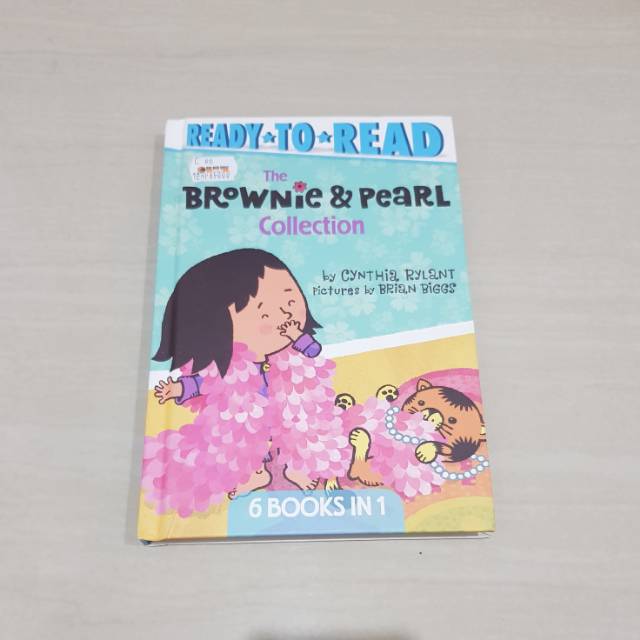 READY★TO★READ
The
BROWNie & PeaRL
Collection
by CYNTHIA RYLANT
Pictures by BRIAN BIGGS
6 BOOKS IN 1